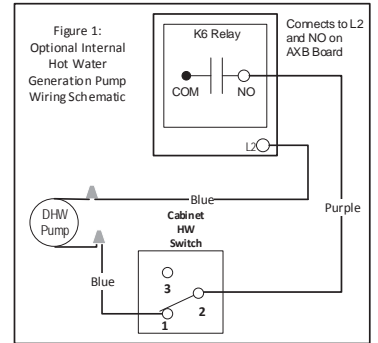 Figure 1:
Optional Internal
Hot Water
Generation Pump
Wiring Schematic
K6 Relay
COM
NO
L2
Connects to L2
and NO on
AXB Board
Blue
Purple
DHW
Pump
Cabinet
HW
Switch
Blue
3
2
1